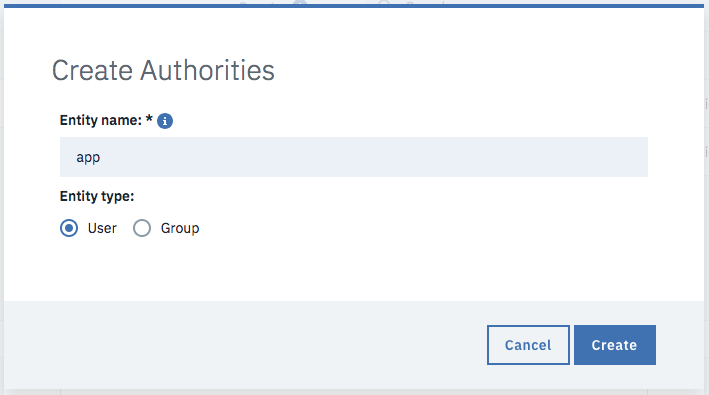 Create Authorities
Entity name: *
app
Entity type:
User Group
Cancel Create